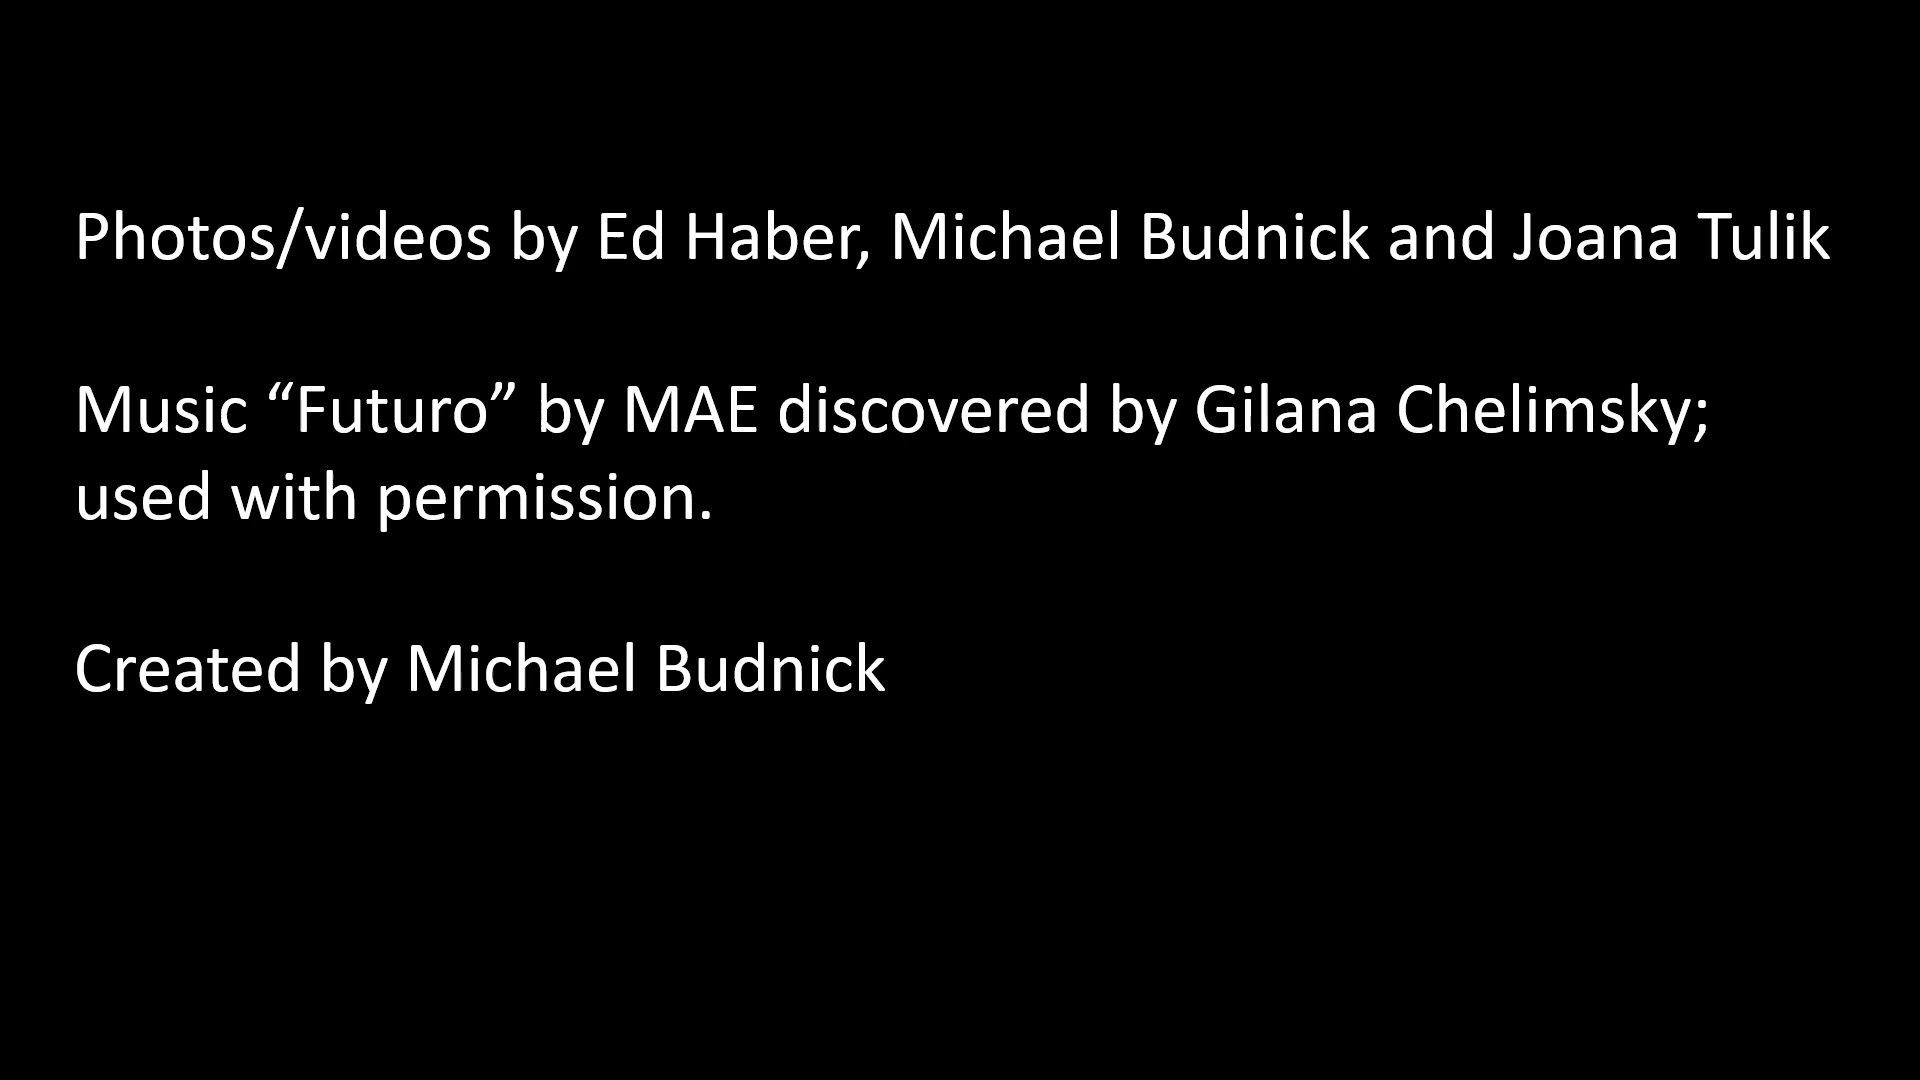 Photos/videos by Ed Haber, Michael Budnick and Joana Tulik
Music “Futuro” by MAE discovered by Gilana Chelimsky;
used with permission.
Created by Michael Budnick